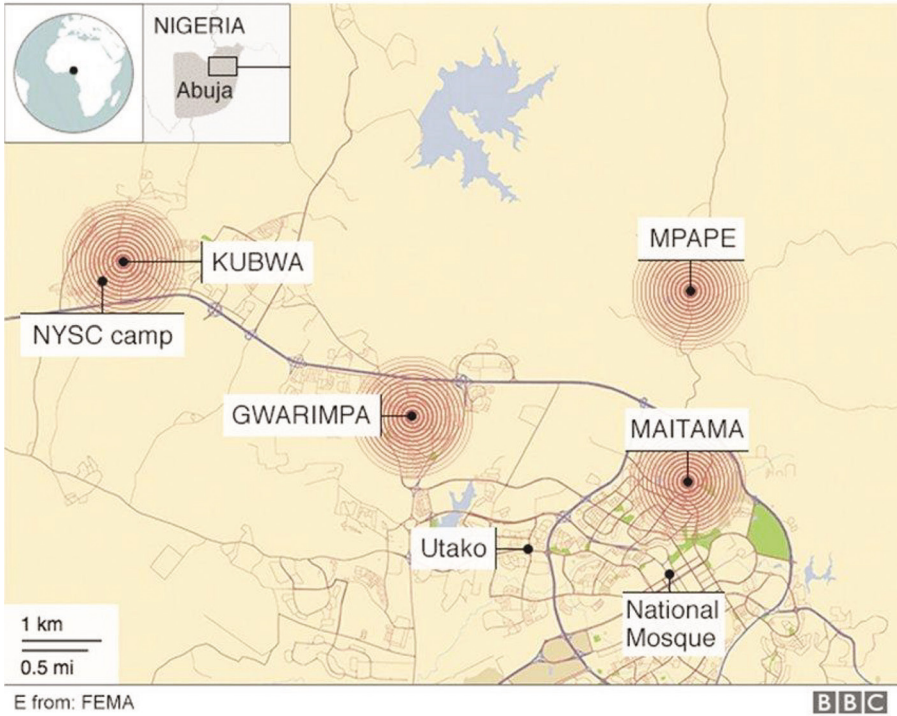 NIGERIA
Abuja
MPAPE
KUBWA
NYSC camp
GWARIMPA
MAITAMA
Utako
National
Mosque
1 km
0.5 mi
E from: FEMA
BBC